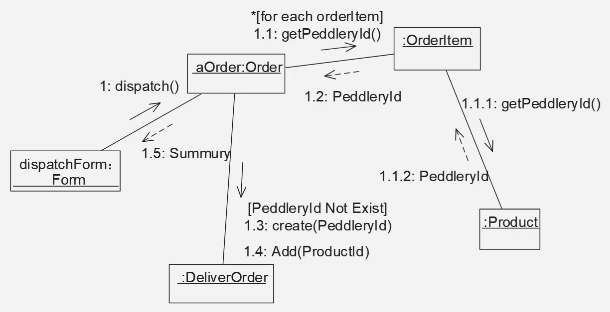 *[for each orderItem]
1.1: getPeddleryId()
:OrderItem
aOrder:Order
1: dispatch()
1.2: PeddleryId
1.1.1: getPeddleryId()
dispatchForm:
Form
1.5: Summury
1.1.2: PeddleryId
[PeddleryId Not Exist]
1.3: create(PeddleryId)
1.4: Add(ProductId)
:Product
:DeliverOrder